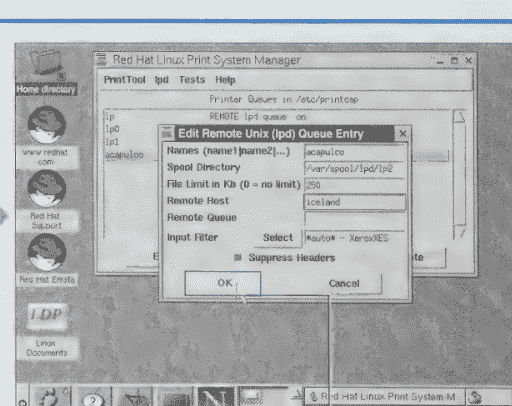 Red Hat Linux Print System Manager
PrintTool lpd Tests Help
Home directory
Printer Queues in /etc/printcap
lp REMOTE lpd queue on
lp0
lp1
acapulco
Edit Remote Unix (lpd) Queue Entry
Names (name1|name2|...) acapulco
Spool Directory /var/spool/lpd/lp2
File Limit in Kb (0 = no limit) 250
Remote Host iceland
Remote Queue
Input Filter Select *auto* - XeroxXES
Suppress Headers
OK Cancel
www.redhat
com
Red Hat
Support
Red Hat Errata
LDP
Linux
Documents
N
Red Hat Linux Print System M